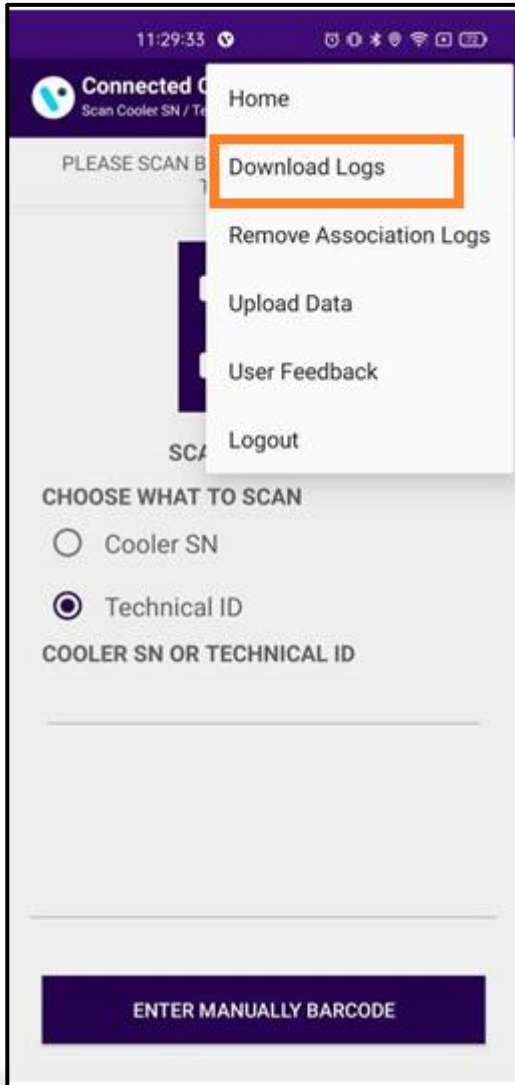 11:29:33
72
Connected C
Scan Cooler SN / Te
Home
Download Logs
Remove Association Logs
Upload Data
User Feedback
Logout
PLEASE SCAN B
T
SCA
CHOOSE WHAT TO SCAN
Cooler SN
Technical ID
COOLER SN OR TECHNICAL ID
ENTER MANUALLY BARCODE